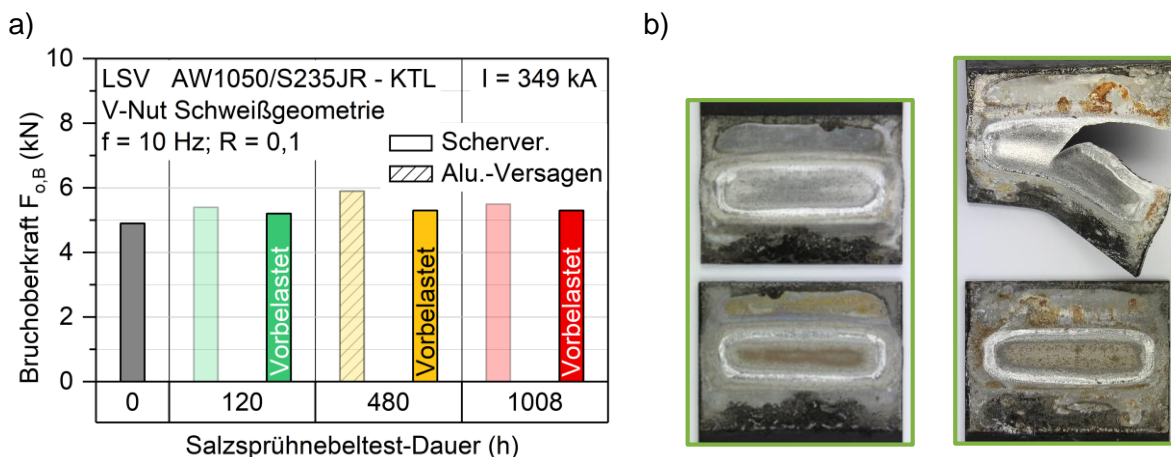 a)
b)
Bruchoberkraft F_o,B (kN)
10
8
6
4
2
0
LSV AW1050/S235JR - KTL I = 349 kA
V-Nut Schweißgeometrie
f = 10 Hz; R = 0,1
Scherver.
Alu.-Versagen
Vorbelastet
Vorbelastet
Vorbelastet
0 120 480 1008
Salzsprühnebeltest-Dauer (h)